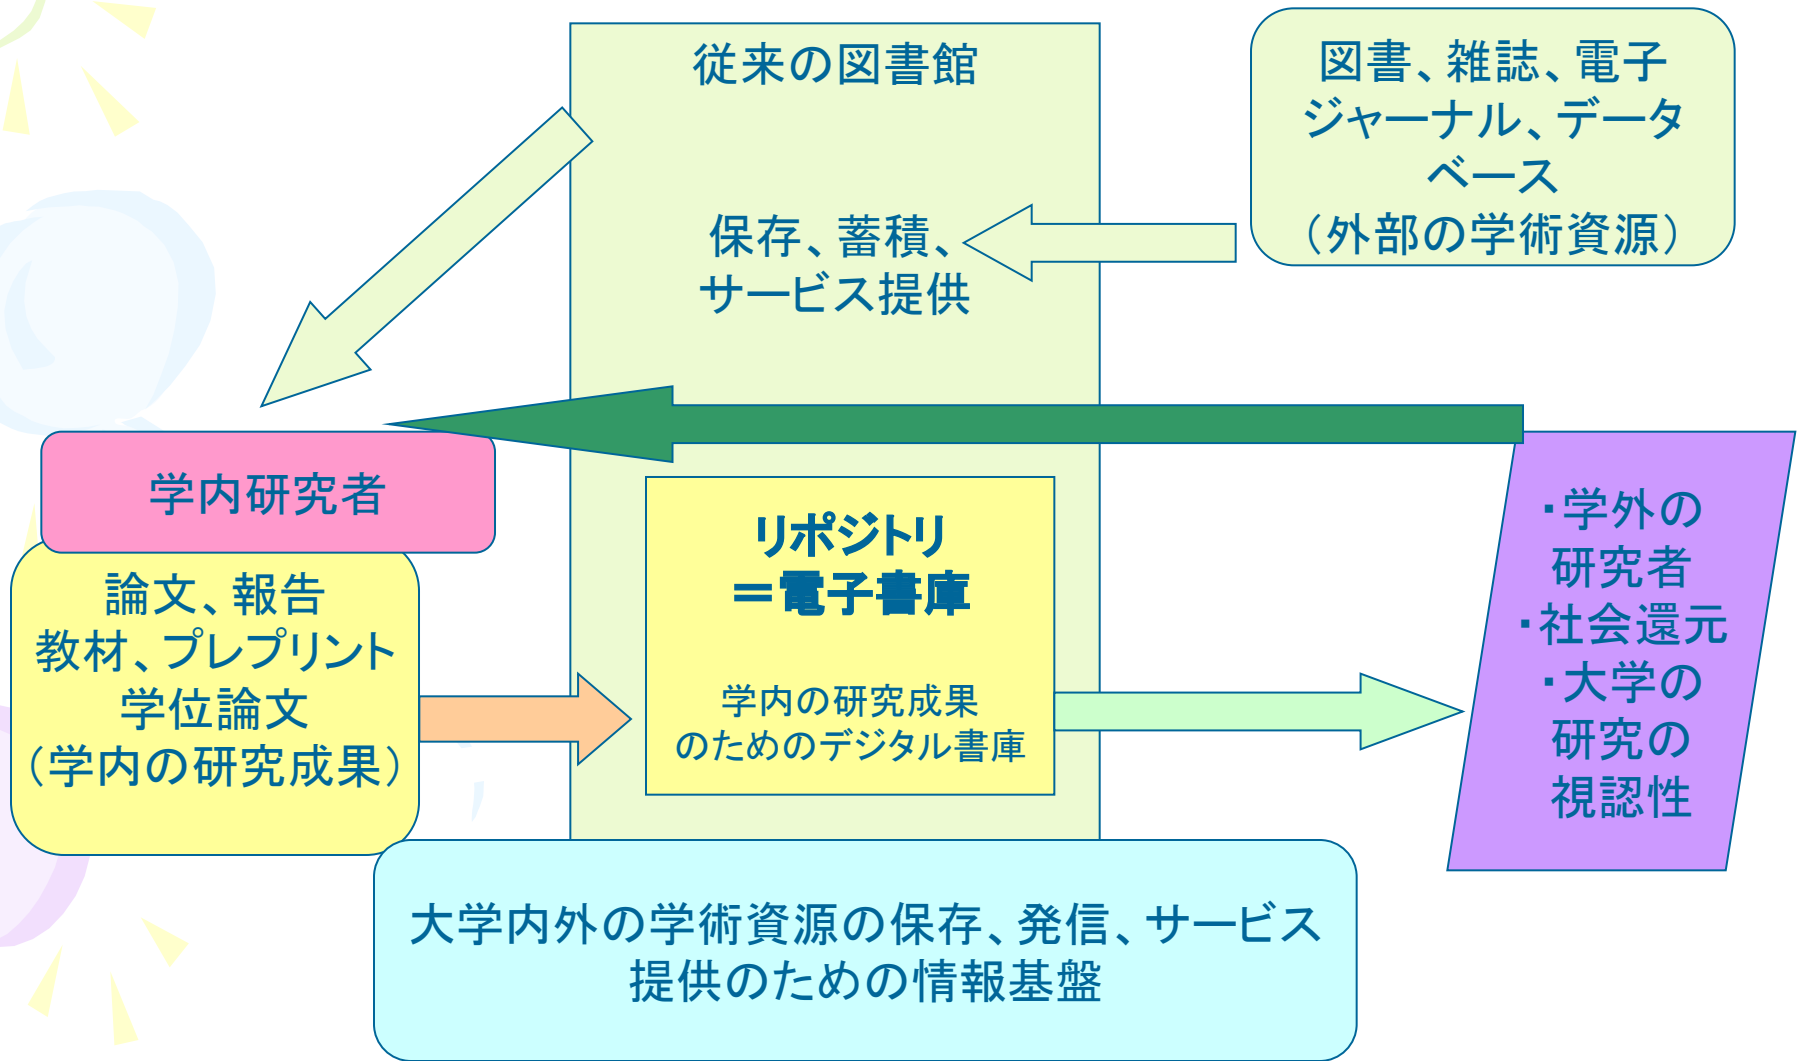 従来の図書館
保存、蓄積、
サービス提供
図書、雑誌、電子
ジャーナル、データ
ベース
（外部の学術資源）
学内研究者
論文、報告
教材、プレプリント
学位論文
（学内の研究成果）
リポジトリ
＝電子書庫
学内の研究成果
のためのデジタル書庫
・学外の
研究者
・社会還元
・大学の
研究の
視認性
大学内外の学術資源の保存、発信、サービス
提供のための情報基盤